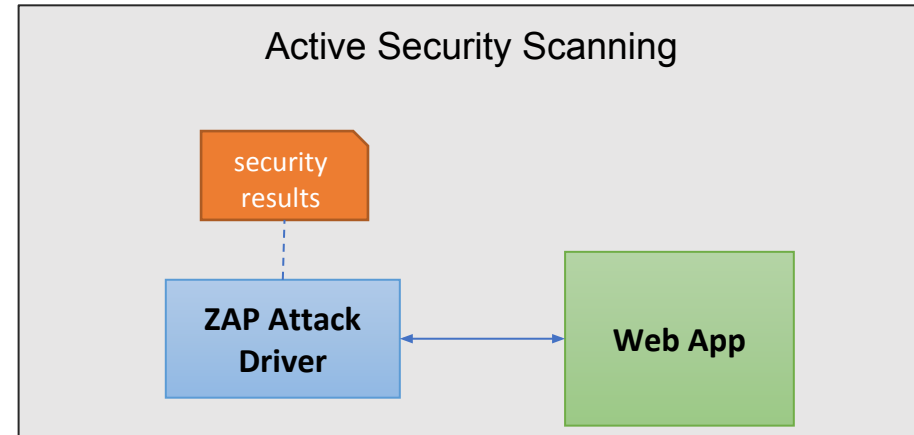 Active Security Scanning
security
results
ZAP Attack
Driver
Web App